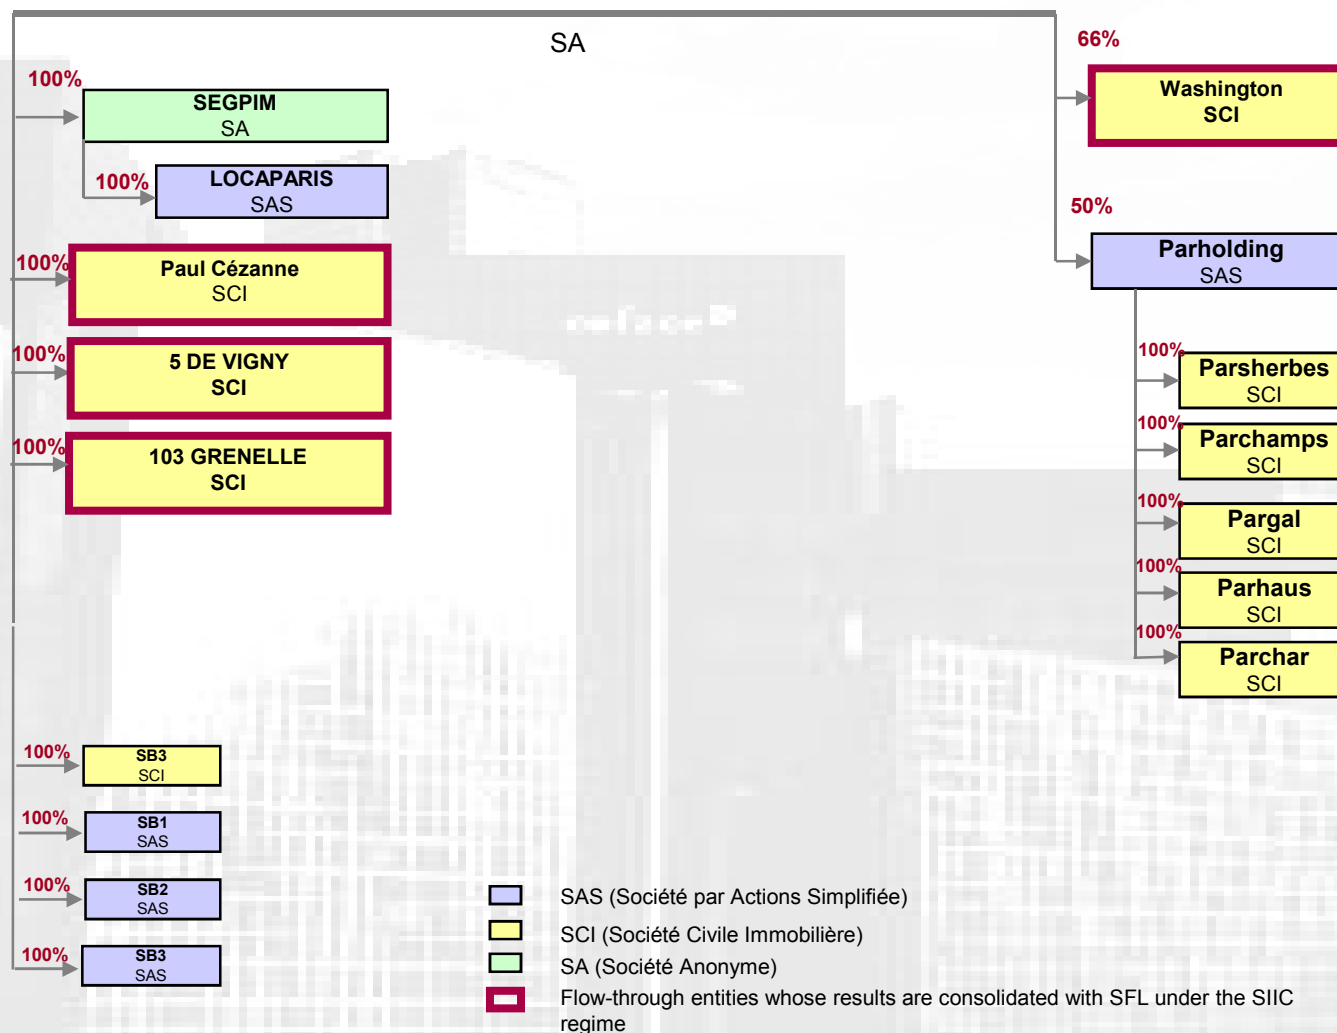 SA
100%
SEGPIM
SA
100%
LOCAPARIS
SAS
100%
Paul Cézanne
SCI
100%
5 DE VIGNY
SCI
100%
103 GRENELLE
SCI
100%
SB3
SCI
100%
SB1
SAS
100%
SB2
SAS
100%
SB3
SAS
66%
Washington
SCI
50%
Parholding
SAS
100%
Parsherbes
SCI
100%
Parchamps
SCI
100%
Pargal
SCI
100%
Parhaus
SCI
100%
Parchar
SCI
SAS (Société par Actions Simplifiée)
SCI (Société Civile Immobilière)
SA (Société Anonyme)
Flow-through entities whose results are consolidated with SFL under the SIIC
regime